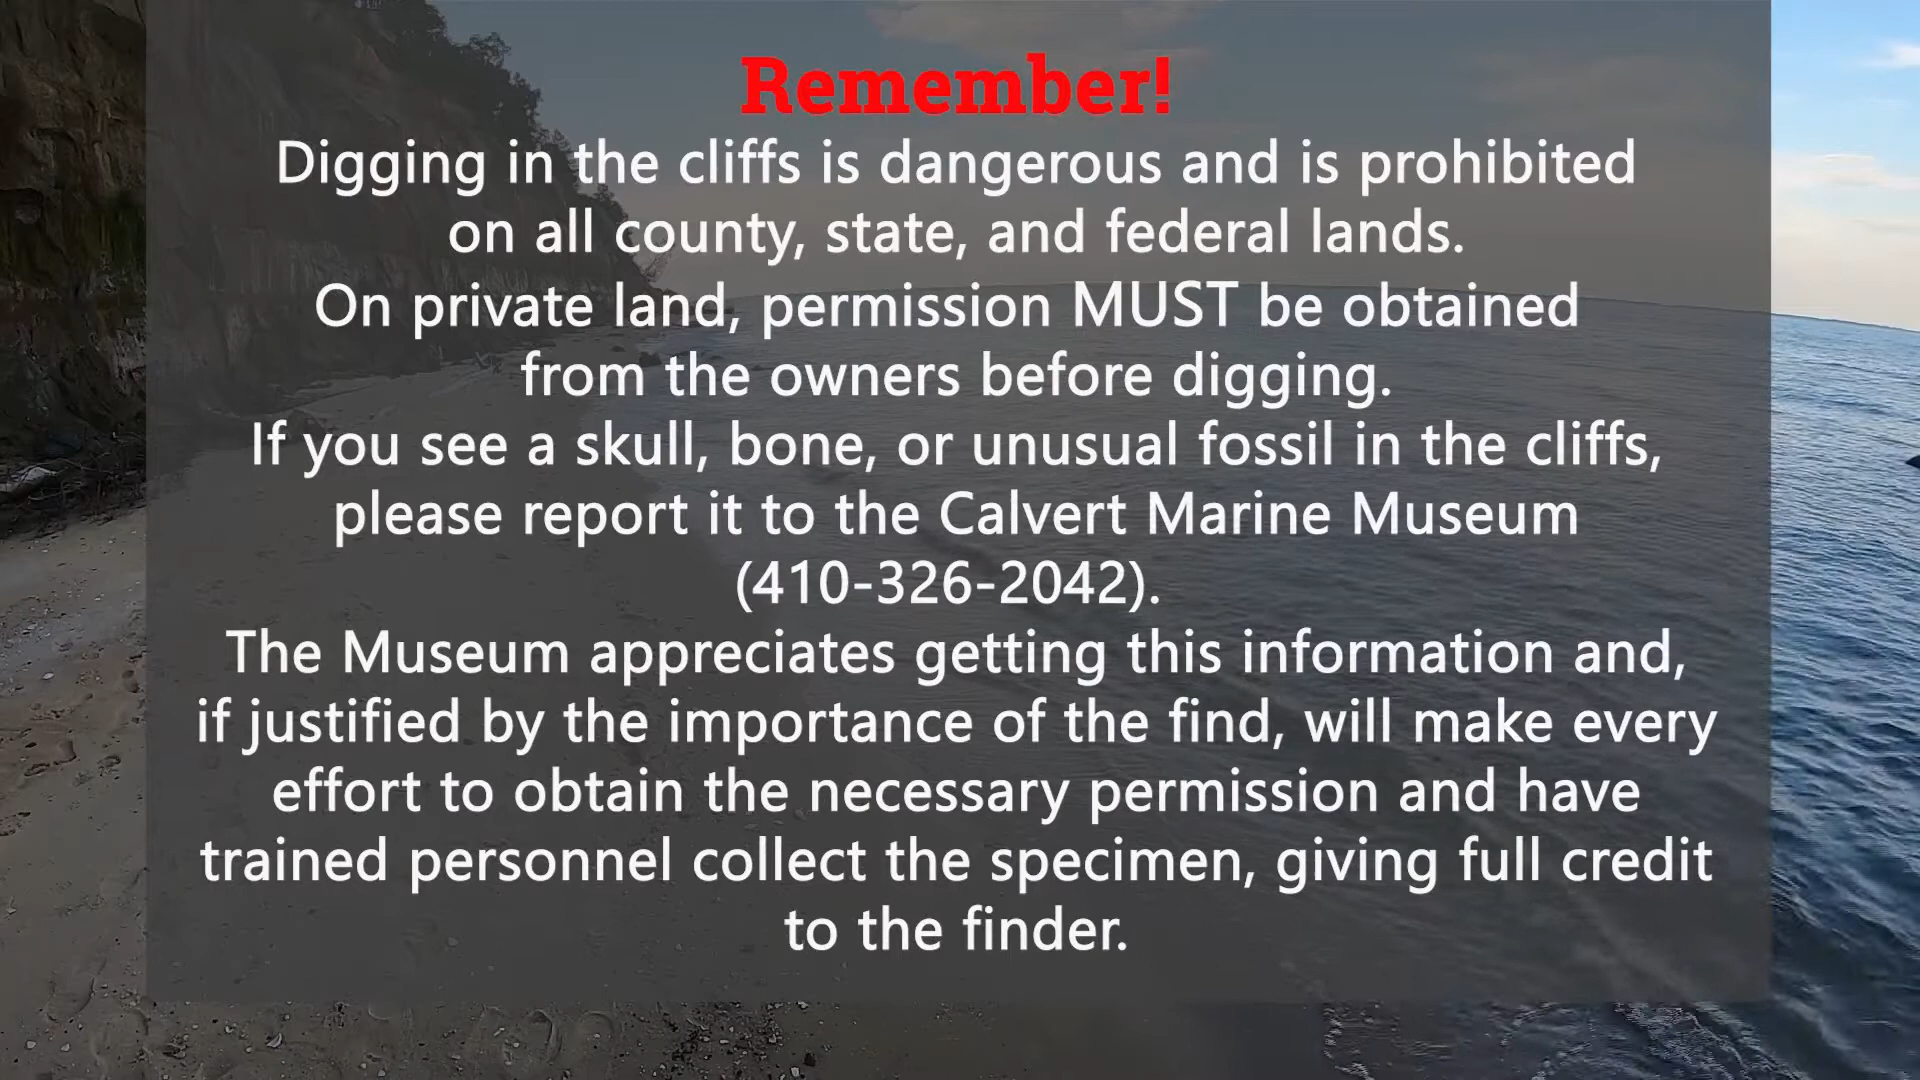 Remember!
Digging in the cliffs is dangerous and is prohibited
on all county, state, and federal lands.
On private land, permission MUST be obtained
from the owners before digging.
If you see a skull, bone, or unusual fossil in the cliffs,
please report it to the Calvert Marine Museum
(410-326-2042).
The Museum appreciates getting this information and,
if justified by the importance of the find, will make every
effort to obtain the necessary permission and have
trained personnel collect the specimen, giving full credit
to the finder.